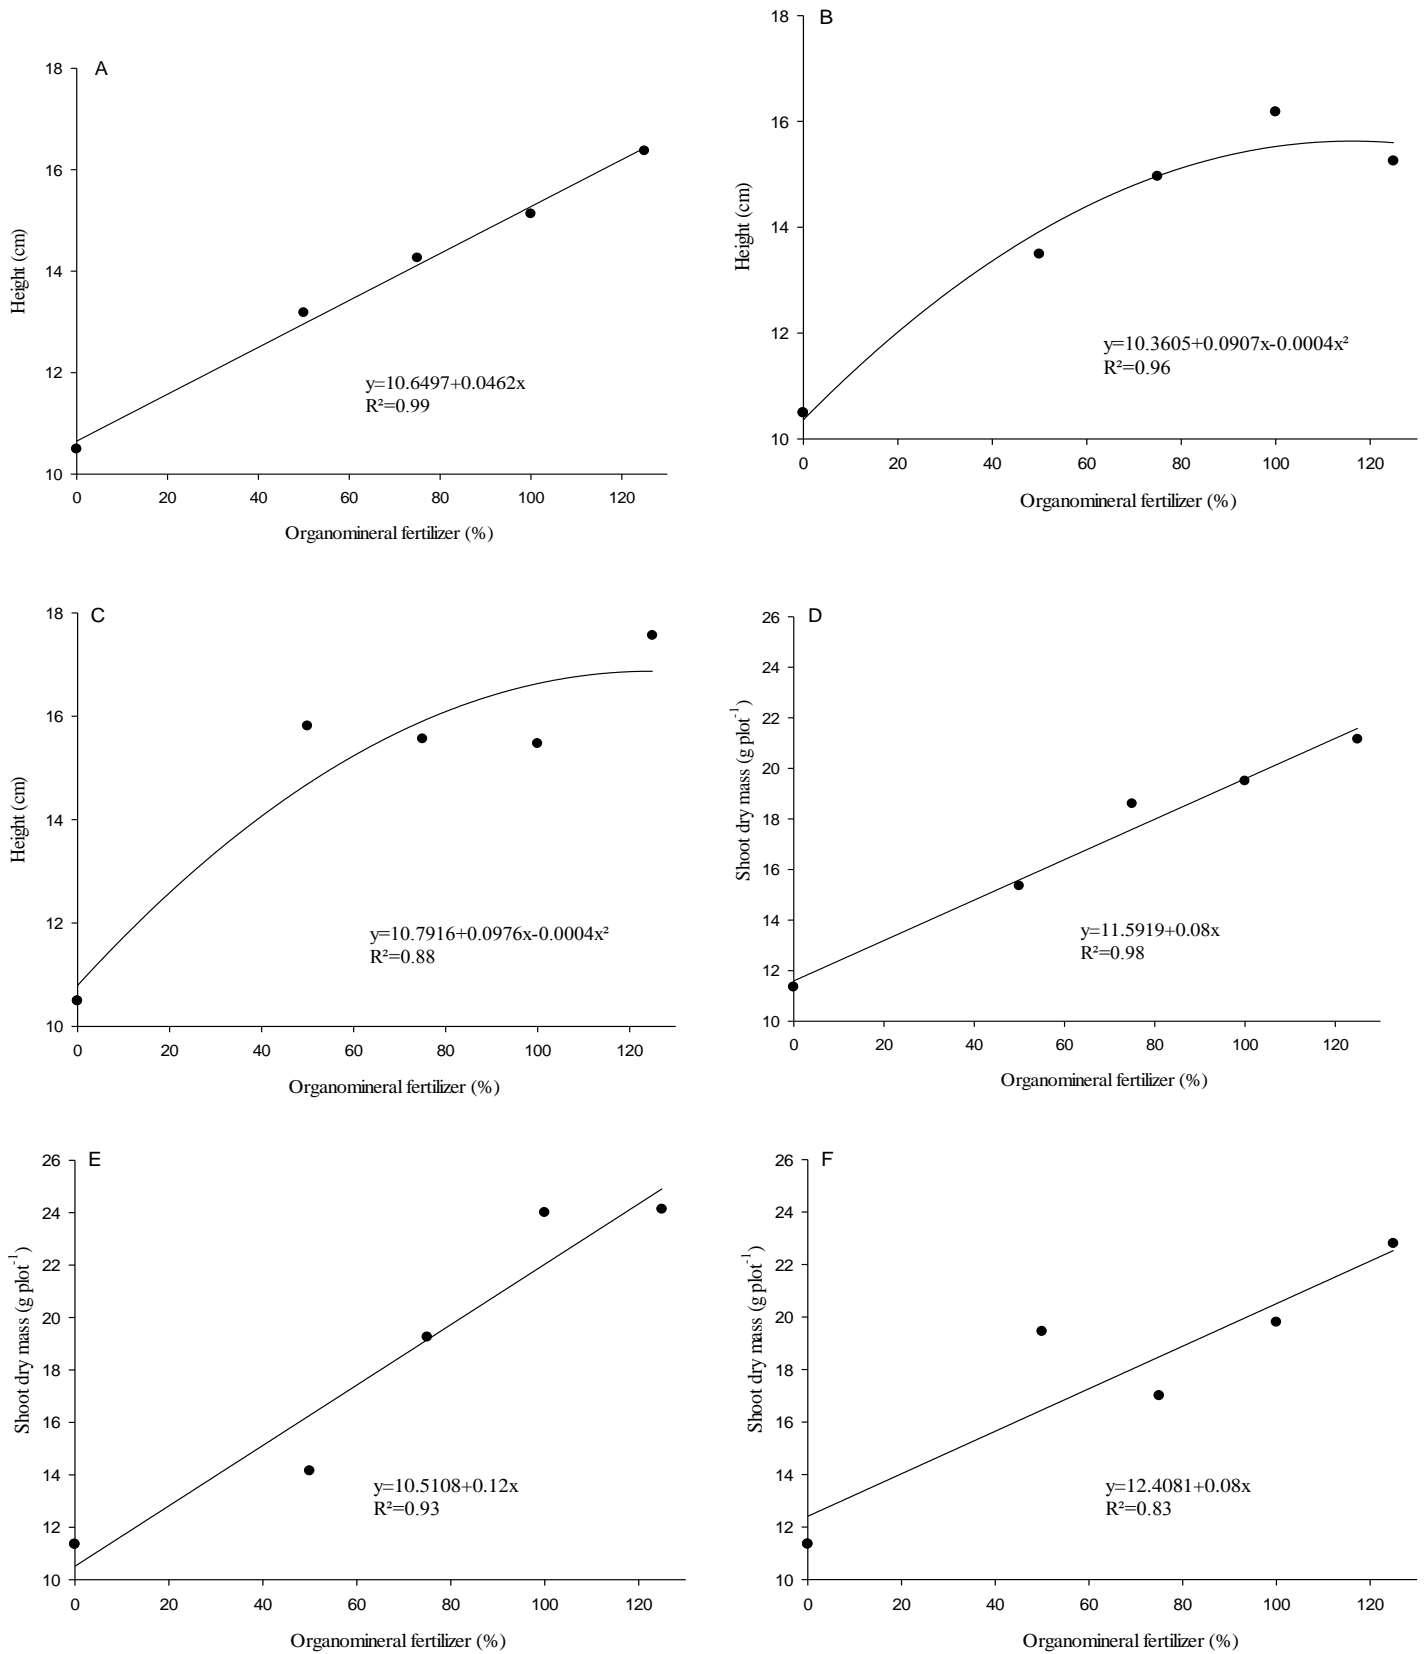 A
18
16
14
12
10
Height (cm)
y=10.6497+0.0462x
R²=0.99
0 20 40 60 80 100 120
Organomineral fertilizer (%)
B
18
16
14
12
10
Height (cm)
y=10.3605+0.0907x-0.0004x²
R²=0.96
0 20 40 60 80 100 120
Organomineral fertilizer (%)
C
18
16
14
12
10
Height (cm)
y=10.7916+0.0976x-0.0004x²
R²=0.88
0 20 40 60 80 100 120
Organomineral fertilizer (%)
D
26
24
22
20
18
16
14
12
10
Shoot dry mass (g plot⁻¹)
y=11.5919+0.08x
R²=0.98
0 20 40 60 80 100 120
Organomineral fertilizer (%)
E
26
24
22
20
18
16
14
12
10
Shoot dry mass (g plot⁻¹)
y=10.5108+0.12x
R²=0.93
0 20 40 60 80 100 120
Organomineral fertilizer (%)
F
26
24
22
20
18
16
14
12
10
Shoot dry mass (g plot⁻¹)
y=12.4081+0.08x
R²=0.83
0 20 40 60 80 100 120
Organomineral fertilizer (%)